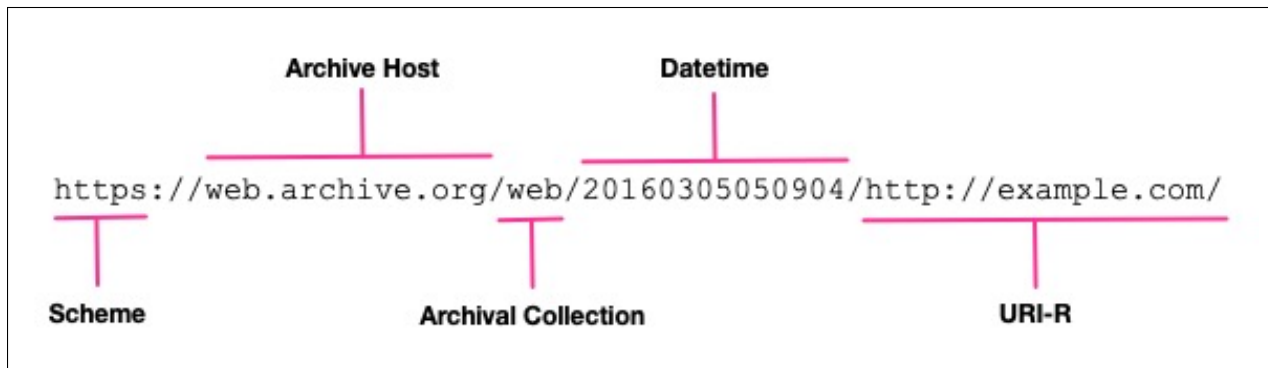 Archive Host Datetime
https://web.archive.org/web/20160305050904/http://example.com/
Scheme Archival Collection URI-R